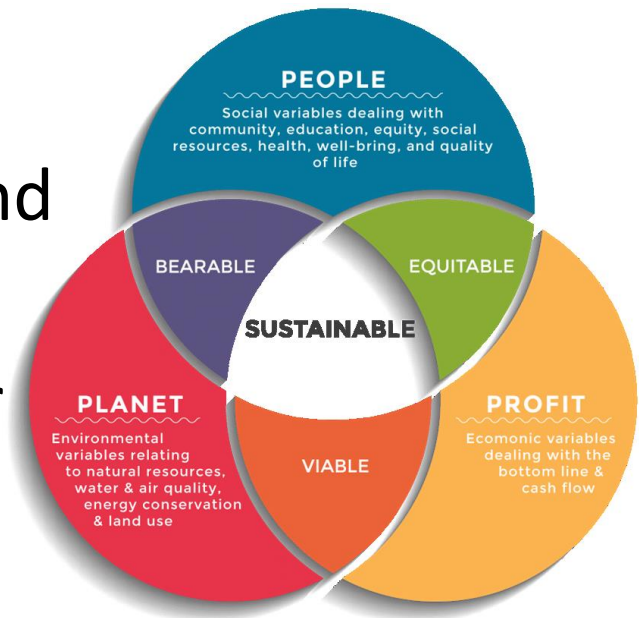 PEOPLE
Social variables dealing with
community, education, equity, social
resources, health, well-bring, and quality
of life
nd
BEARABLE
EQUITABLE
SUSTAINABLE
PLANET
Environmental
variables relating
to natural resources,
water & air quality,
energy conservation
& land use
PROFIT
Ecomonic variables
dealing with the
bottom line &
cash flow
VIABLE